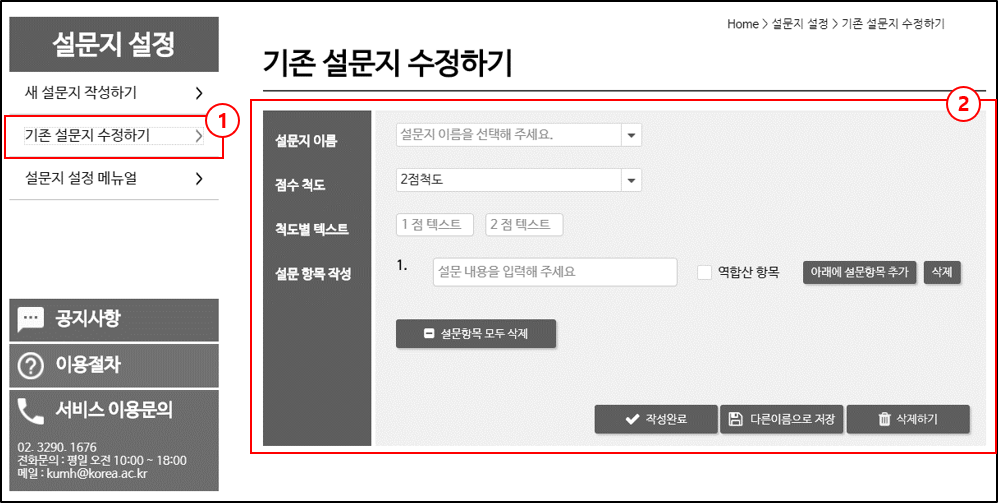 설문지 설정
새 설문지 작성하기
1
기존 설문지 수정하기
설문지 설정 메뉴얼
공지사항
이용절차
서비스 이용문의
02. 3290. 1676
전화문의 : 평일 오전 10:00 ~ 18:00
메일 : kumh@korea.ac.kr
Home > 설문지 설정 > 기존 설문지 수정하기
기존 설문지 수정하기
2
설문지 이름 설문지 이름을 선택해 주세요.
점수 척도 2점척도
척도별 텍스트 1 점 텍스트 2 점 텍스트
설문 항목 작성 1. 설문 내용을 입력해 주세요 역합산 항목 아래에 설문항목 추가 삭제
설문항목 모두 삭제
작성완료 다른이름으로 저장 삭제하기